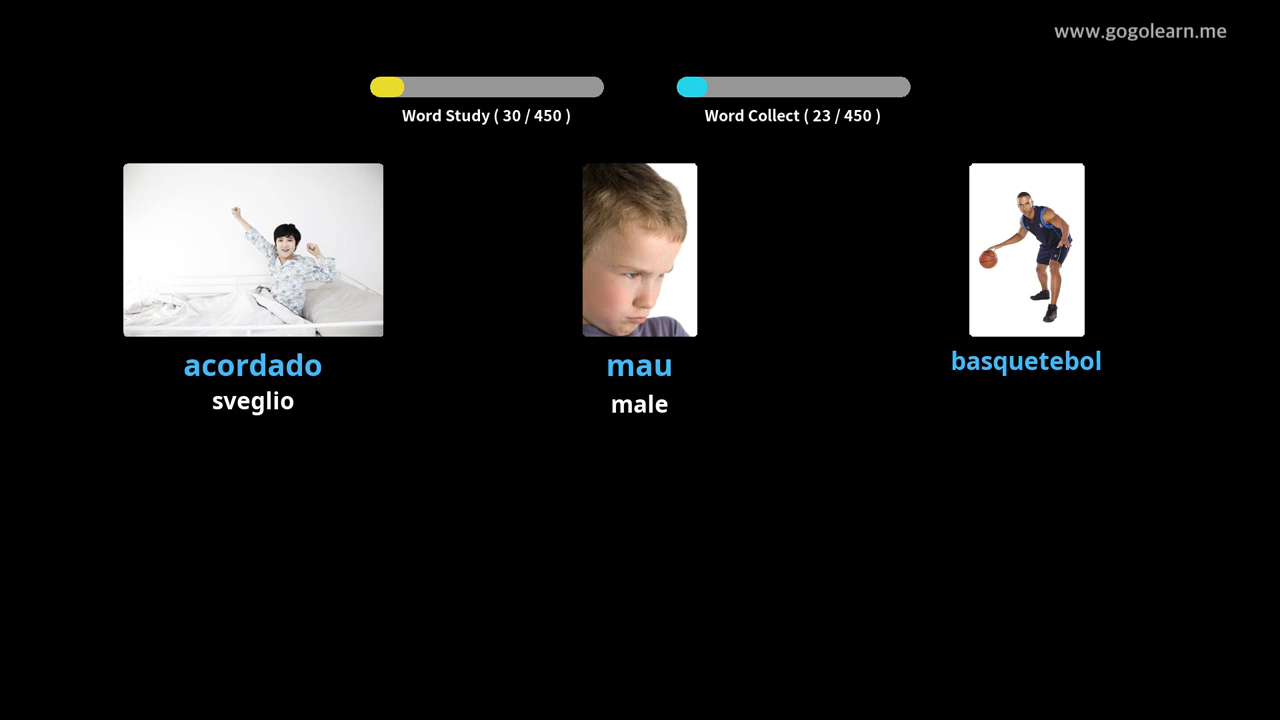 www.gogolearn.me
Word Study ( 30 / 450 )
Word Collect ( 23 / 450 )
acordado
sveglio
mau
male
basquetebol